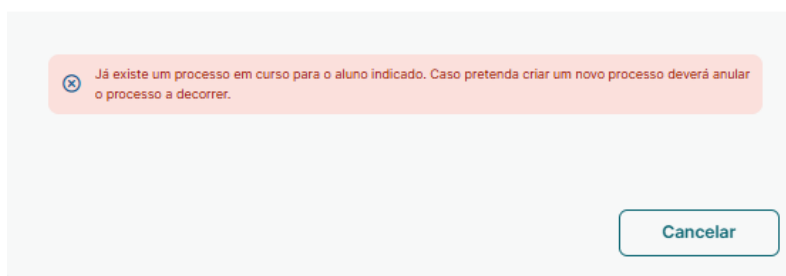 Já existe um processo em curso para o aluno indicado. Caso pretenda criar um novo processo deverá anular
o processo a decorrer.
Cancelar